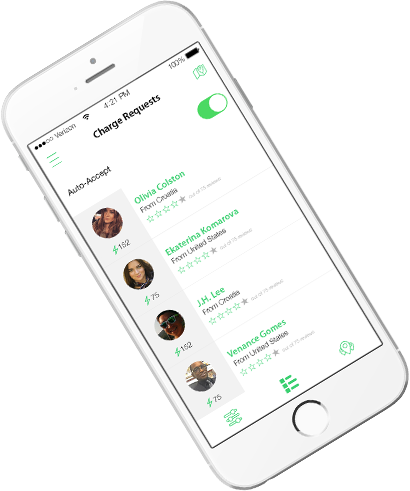 Verizon 4:21 PM 100%
Charge Requests
Auto-Accept
Olivia Colston
From Croatia
out of 75 reviews
152
Ekaterina Komarova
From United States
out of 75 reviews
75
J.H. Lee
From Croatia
out of 75 reviews
152
Venance Gomes
From United States
out of 75 reviews
75